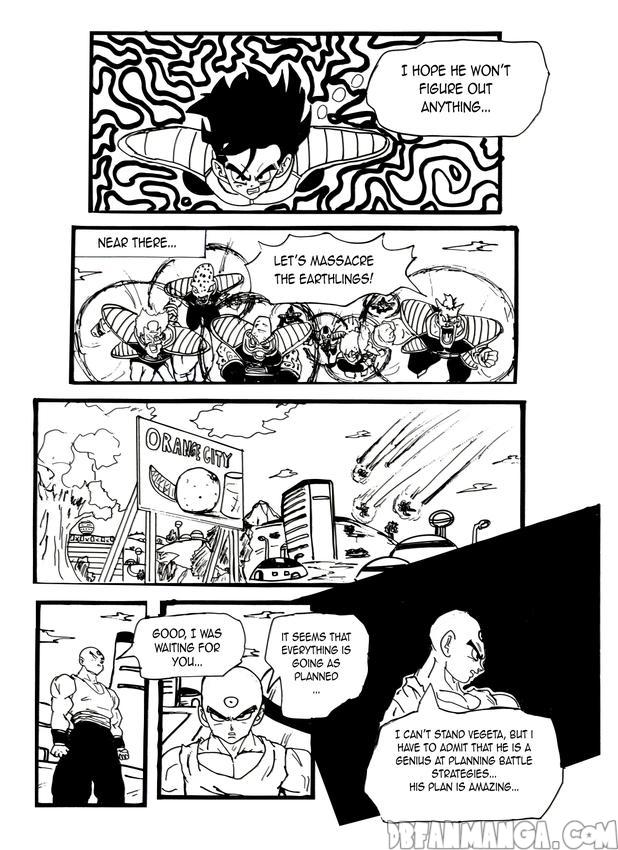 I HOPE HE WON'T
FIGURE OUT
ANYTHING...
NEAR THERE...
LET'S MASSACRE
THE EARTHLINGS!
ORANGE CITY
GOOD, I WAS
WAITING FOR
YOU...
IT SEEMS THAT
EVERYTHING IS
GOING AS
PLANNED
...
I CAN'T STAND VEGETA, BUT I
HAVE TO ADMIT THAT HE IS A
GENIUS AT PLANNING BATTLE
STRATEGIES...
HIS PLAN IS AMAZING...
DBFANMANGA.COM